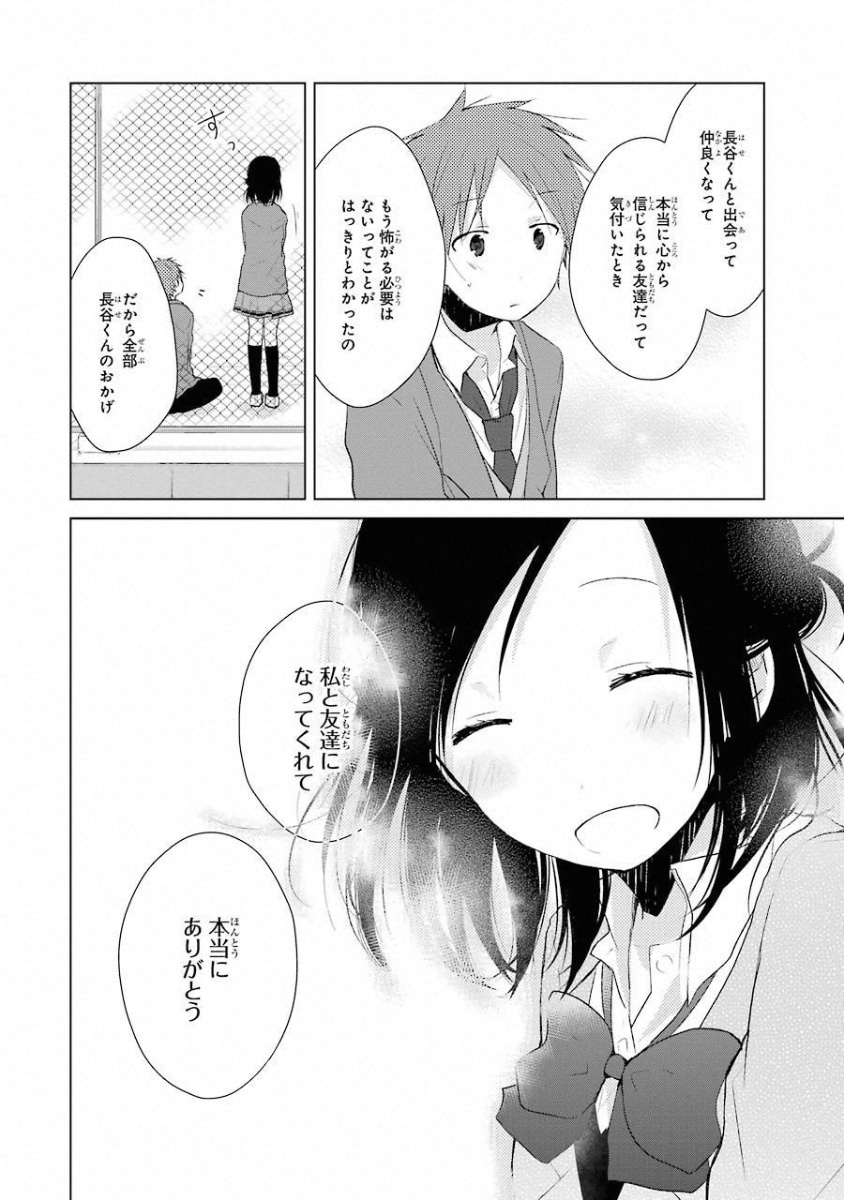 長谷くんと出会って
仲良くなって
本当に心から
信じられる友達だって
気付いたとき
もう怖がる必要は
ないってことが
はっきりとわかったの
すっ
だから全部
長谷くんのおかげ
私と友達に
なってくれて
本当に
ありがとう